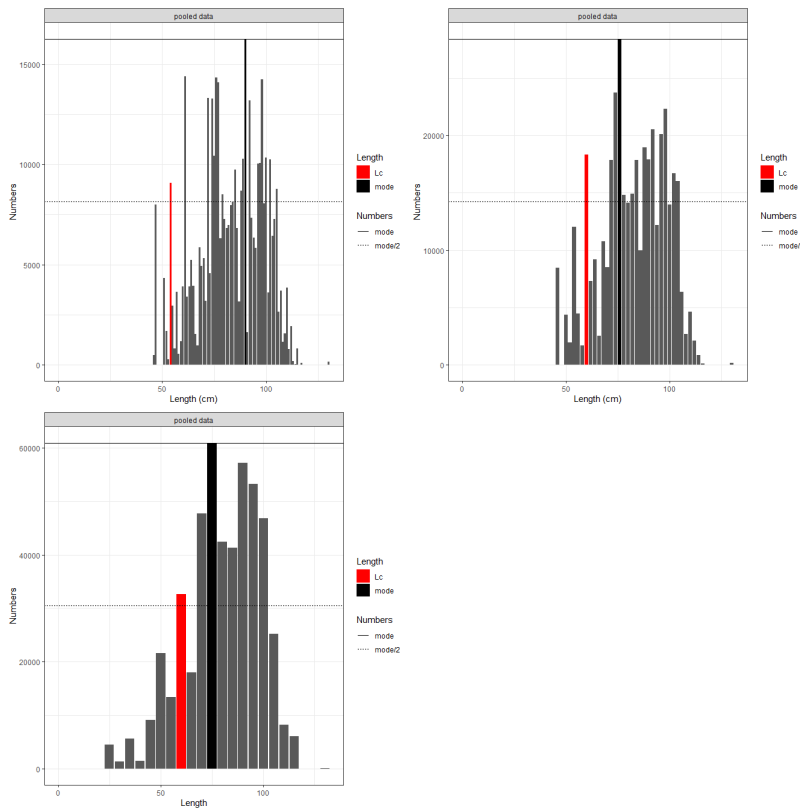 pooled data
15000
10000
5000
0
Numbers
0 50 100
Length (cm)
Length
Lc
mode
Numbers
mode
mode/2
pooled data
20000
10000
0
Numbers
0 50 100
Length (cm)
Length
Lc
mode
Numbers
mode
mode/
pooled data
60000
40000
20000
0
Numbers
0 50 100
Length
Length
Lc
mode
Numbers
mode
mode/2